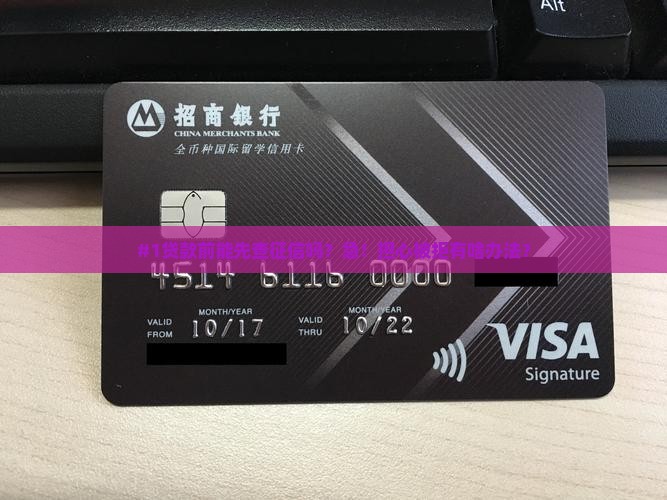 Alt
招商銀行
CHINA MERCHANTS BANK
全币种国际留学信用卡
4514 6116 0000
MONTH/YEAR MONTH/YEAR
VALID FROM 10/17 VALID THRU 10/22
VISA
Signature